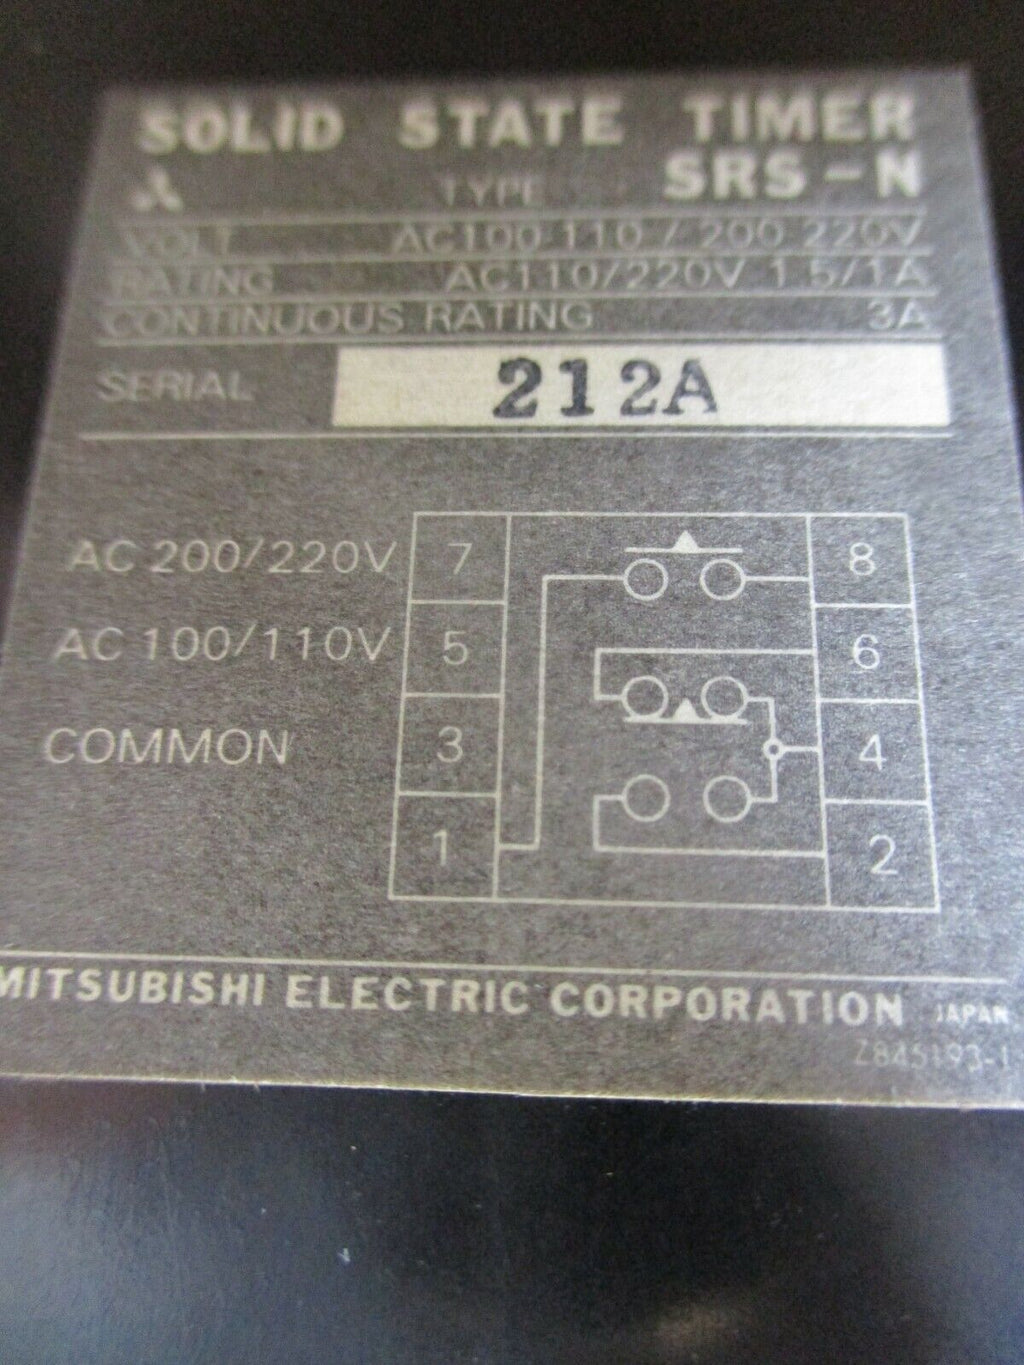 SOLID STATE TIMER
TYPE SRS-N
VOLT AC100-110 / 200-220V
RATING AC110/220V 1.5/1A
CONTINUOUS RATING 3A
SERIAL 212A
AC 200/220V 7 8
AC 100/110V 5 6
COMMON 3 4
1 2
MITSUBISHI ELECTRIC CORPORATION JAPAN
Z845193-1